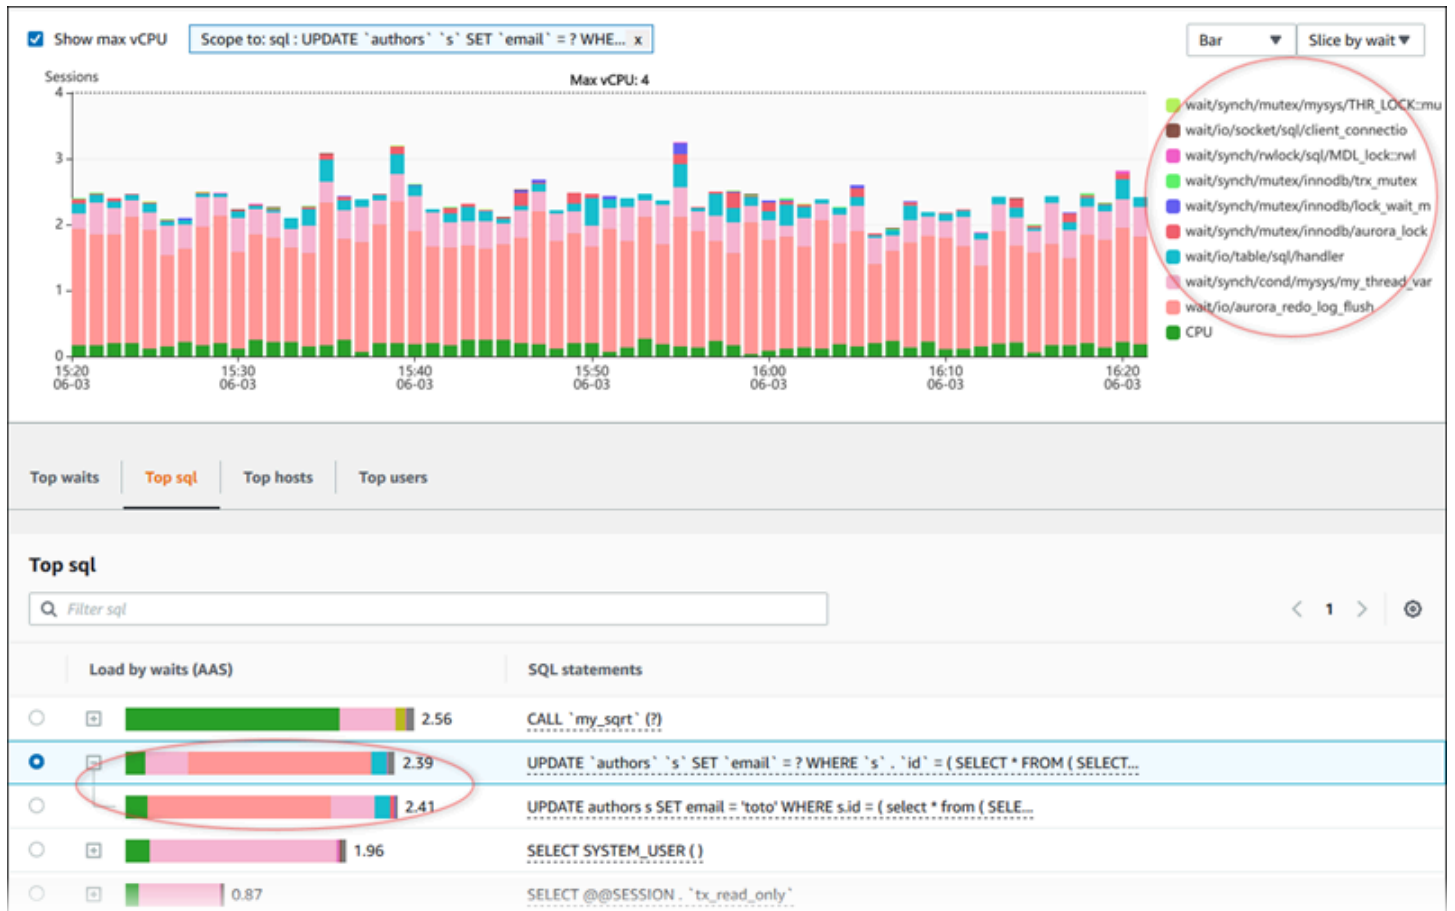 Show max vCPU
Scope to: sql : UPDATE `authors` `s` SET `email` = ? WHE... x
Bar
Slice by wait
Sessions
Max vCPU: 4
4
3
2
1
0
15:20
06-03
15:30
06-03
15:40
06-03
15:50
06-03
16:00
06-03
16:10
06-03
16:20
06-03
wait/synch/mutex/mysys/THR_LOCK::mu
wait/io/socket/sql/client_connectio
wait/synch/rwlock/sql/MDL_lock::rwl
wait/synch/mutex/innodb/trx_mutex
wait/synch/mutex/innodb/lock_wait_m
wait/synch/mutex/innodb/aurora_lock
wait/io/table/sql/handler
wait/synch/cond/mysys/my_thread_var
wait/io/aurora_redo_log_flush
CPU
Top waits
Top sql
Top hosts
Top users
Top sql
Filter sql
< 1 >
Load by waits (AAS)
SQL statements
2.56
CALL `my_sqrt` (?)
2.39
UPDATE `authors` `s` SET `email` = ? WHERE `s` . `id` = ( SELECT * FROM ( SELECT...
2.41
UPDATE authors s SET email = 'toto' WHERE s.id = ( select * from ( SELE...
1.96
SELECT SYSTEM_USER ( )
0.87
SELECT @@SESSION . `tx_read_only`